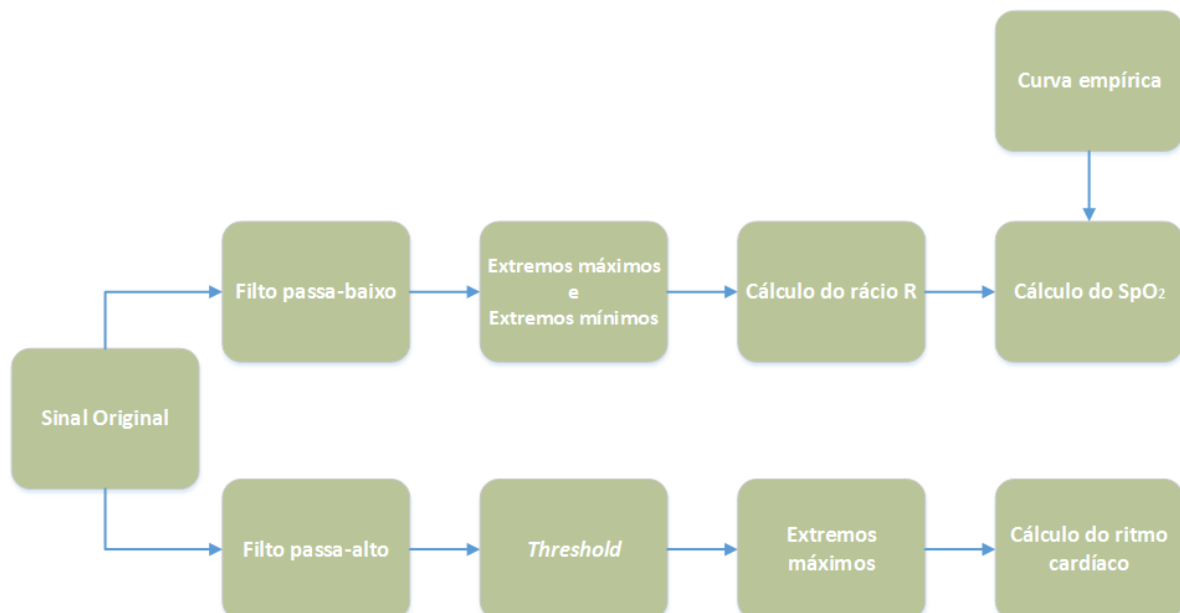 Curva empírica
Filto passa-baixo
Extremos máximos
e
Extremos mínimos
Cálculo do rácio R
Cálculo do SpO₂
Sinal Original
Filto passa-alto
Threshold
Extremos
máximos
Cálculo do ritmo
cardíaco